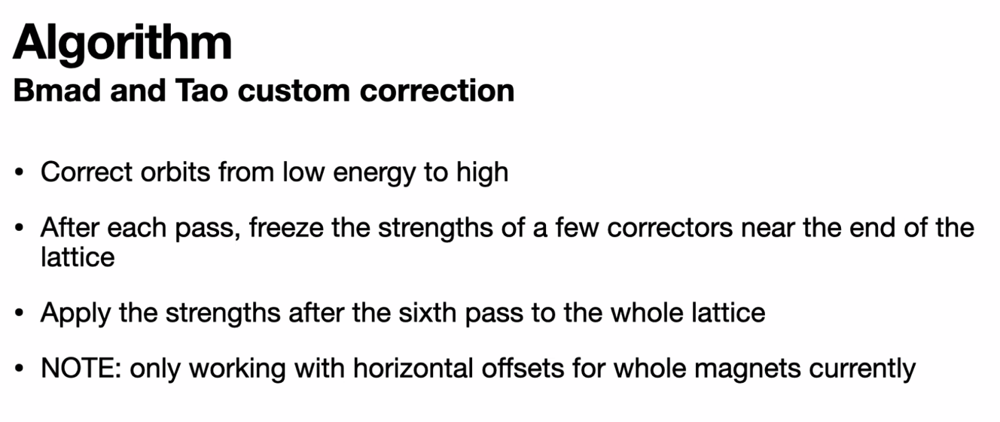 Algorithm
Bmad and Tao custom correction
• Correct orbits from low energy to high
• After each pass, freeze the strengths of a few correctors near the end of the
lattice
• Apply the strengths after the sixth pass to the whole lattice
• NOTE: only working with horizontal offsets for whole magnets currently